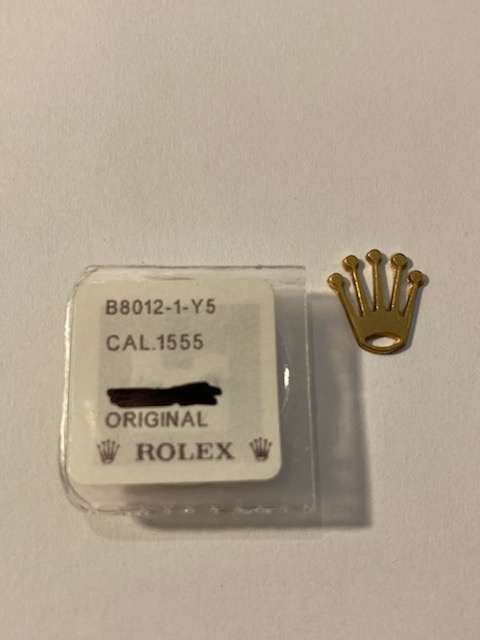 B8012-1-Y5
CAL.1555
ORIGINAL
ROLEX